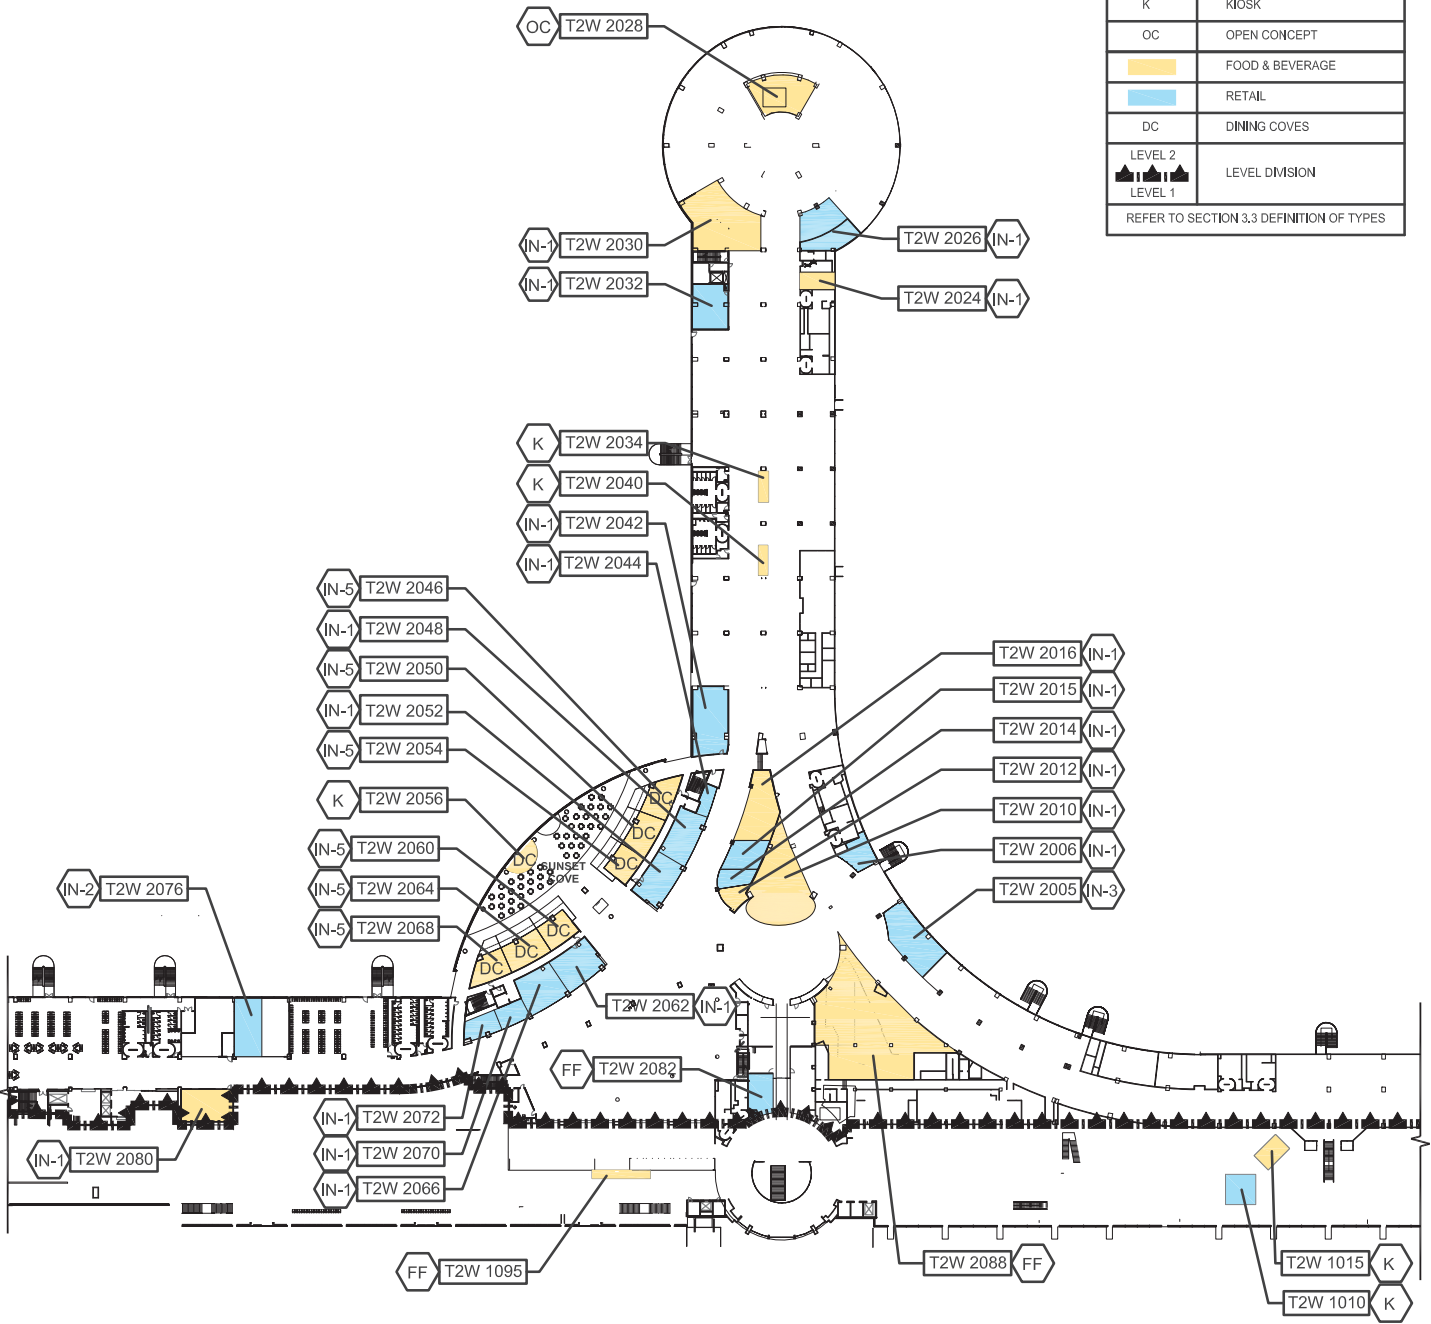 K KIOSK
OC OPEN CONCEPT
FOOD & BEVERAGE
RETAIL
DC DINING COVES
LEVEL 2
LEVEL DIVISION
LEVEL 1
REFER TO SECTION 3.3 DEFINITION OF TYPES
OC T2W 2028
IN-1 T2W 2030
T2W 2026 IN-1
IN-1 T2W 2032
T2W 2024 IN-1
K T2W 2034
K T2W 2040
IN-1 T2W 2042
IN-1 T2W 2044
IN-5 T2W 2046
IN-1 T2W 2048
IN-5 T2W 2050
IN-1 T2W 2052
IN-5 T2W 2054
K T2W 2056
IN-5 T2W 2060
IN-5 T2W 2064
IN-5 T2W 2068
IN-2 T2W 2076
T2W 2016 IN-1
T2W 2015 IN-1
T2W 2014 IN-1
T2W 2012 IN-1
T2W 2010 IN-1
T2W 2006 IN-1
T2W 2005 IN-3
DC
DC
DC
DC
SUNSET
COVE
DC
DC
DC
T2W 2062 IN-1
FF T2W 2082
IN-1 T2W 2072
IN-1 T2W 2070
IN-1 T2W 2066
IN-1 T2W 2080
FF T2W 1095
T2W 2088 FF
T2W 1015 K
T2W 1010 K